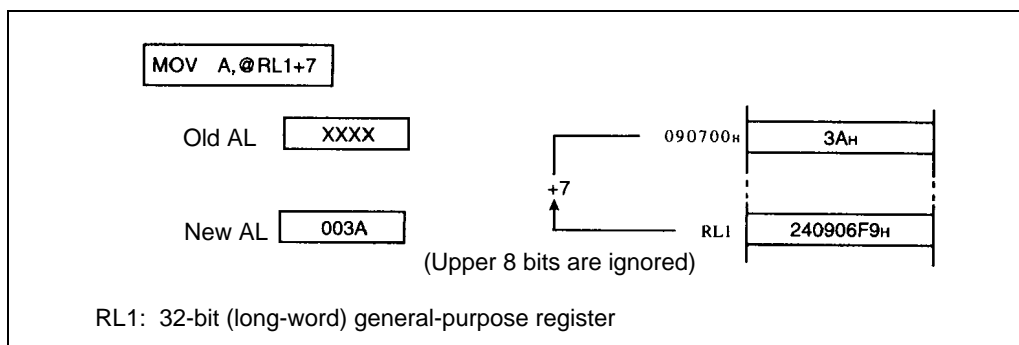 MOV A,@RL1+7
Old AL XXXX
090700H 3AH
+7
New AL 003A
RL1 240906F9H
(Upper 8 bits are ignored)
RL1: 32-bit (long-word) general-purpose register